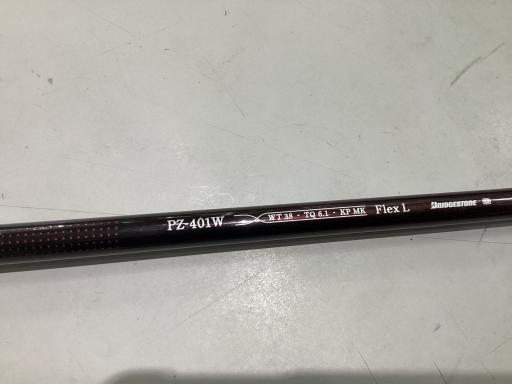 PZ-401W WT 38 · TQ 6.1 · KP MK Flex L BRIDGESTONE